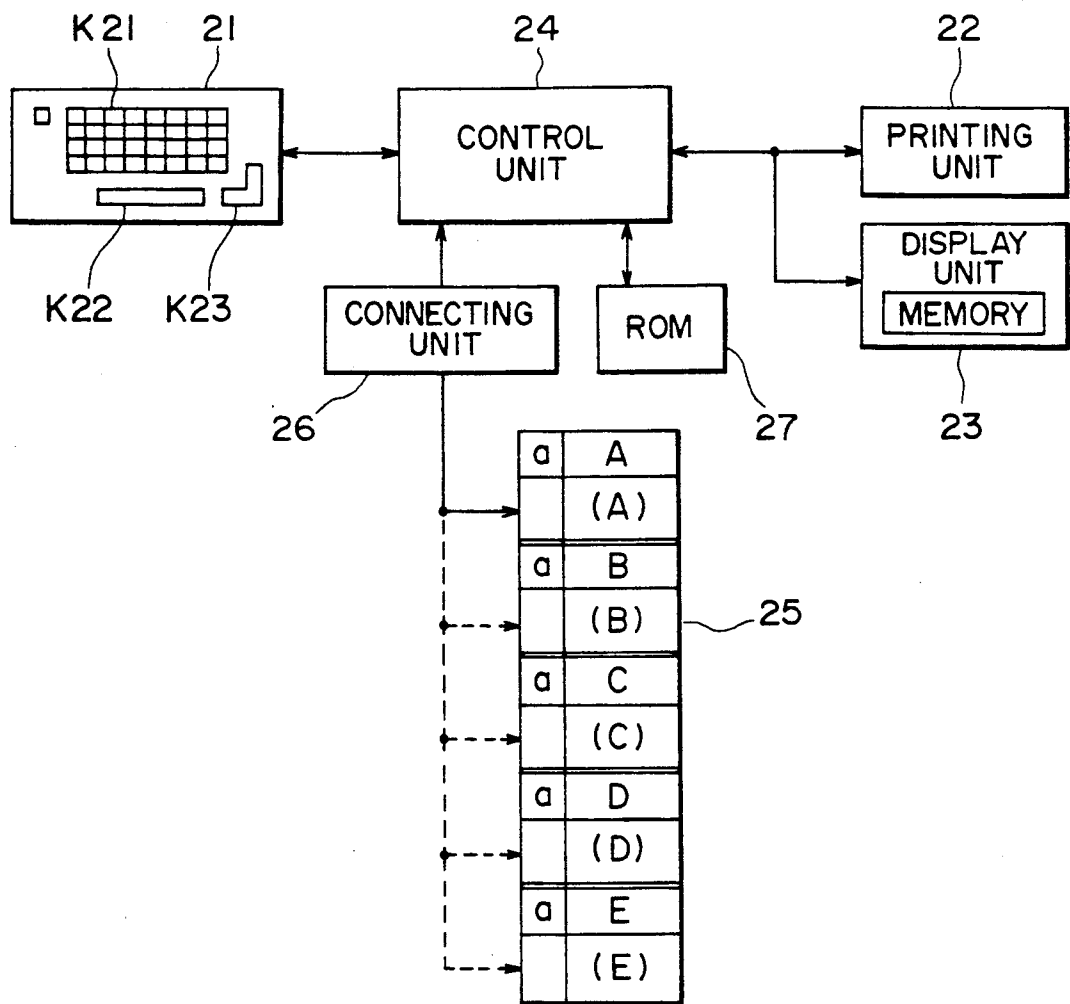 K21 21 24 22
CONTROL
UNIT
PRINTING
UNIT
DISPLAY
UNIT
MEMORY
K22 K23
CONNECTING
UNIT
ROM
26 27 23
a A
(A)
a B
(B)
25
a C
(C)
a D
(D)
a E
(E)